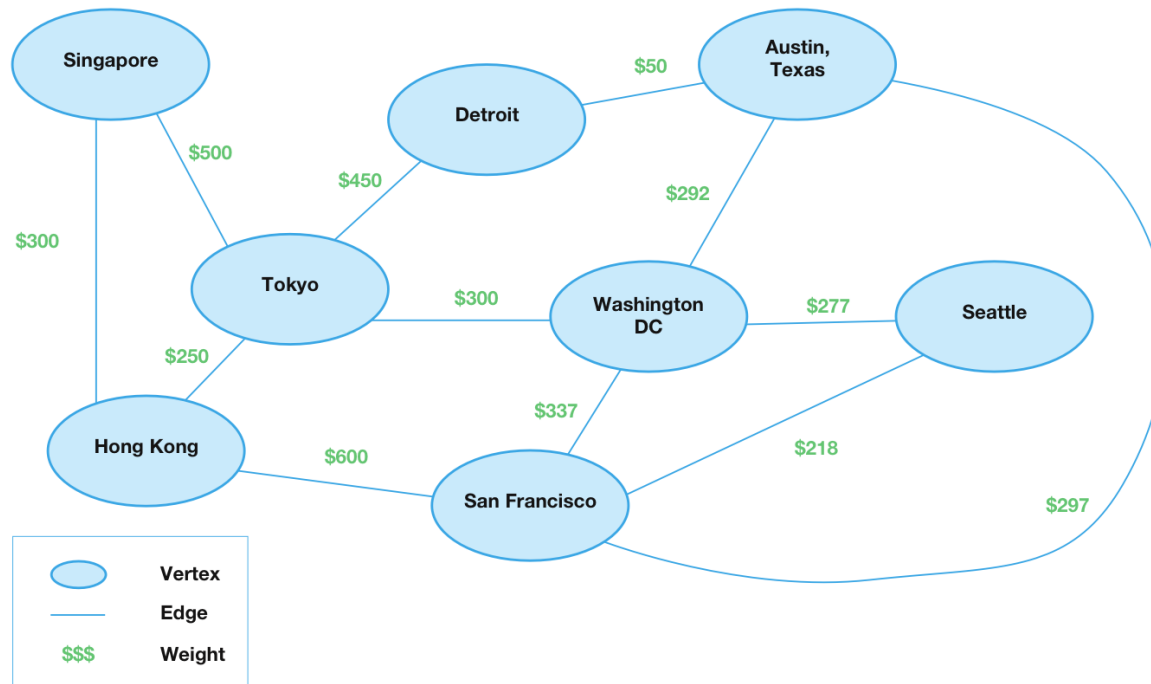 Singapore
Austin,
Texas
$50
Detroit
$500
$450
$292
$300
Tokyo
$300
Washington
DC
$277
Seattle
$250
$337
Hong Kong
$600
$218
San Francisco
$297
Vertex
Edge
$$$ Weight